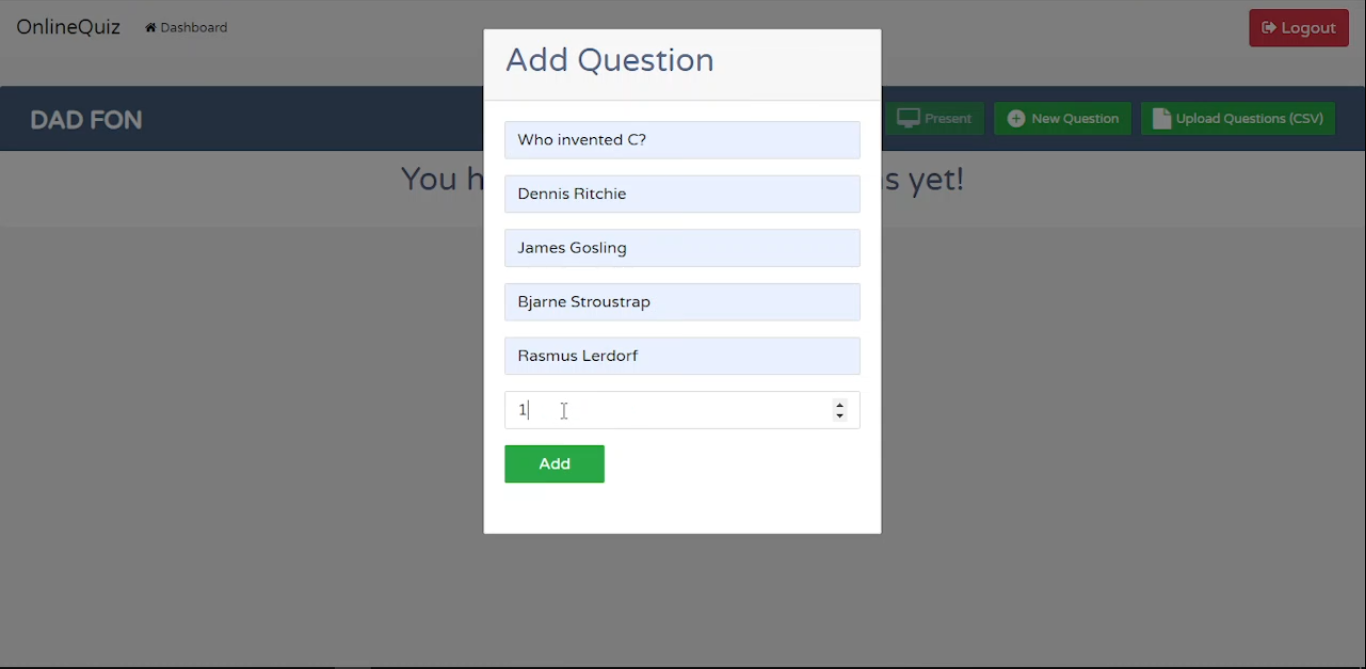 OnlineQuiz Dashboard Logout
Add Question
DAD FON Present New Question Upload Questions (CSV)
Who invented C?
You h s yet!
Dennis Ritchie
James Gosling
Bjarne Stroustrap
Rasmus Lerdorf
1
Add